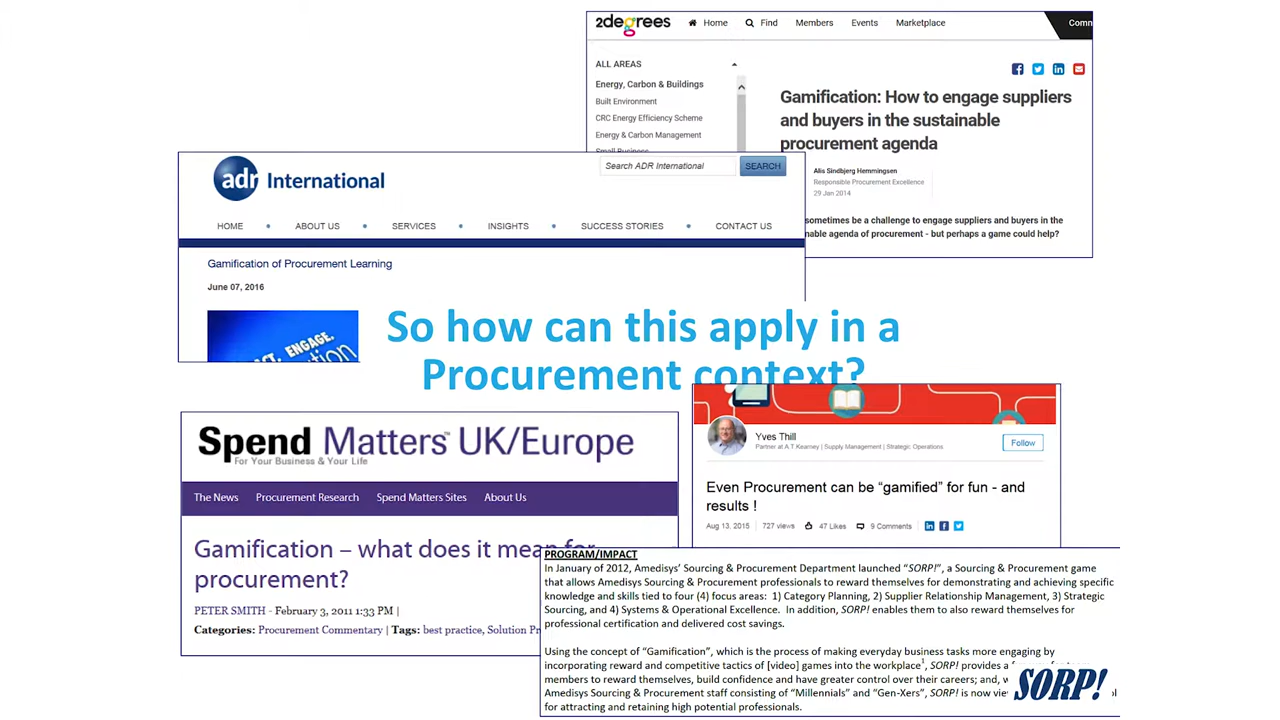 2degrees
Home Find Members Events Marketplace
ALL AREAS
Energy, Carbon & Buildings
Built Environment
CRC Energy Efficiency Scheme
Energy & Carbon Management
Small Business
Gamification: How to engage suppliers
and buyers in the sustainable
procurement agenda
Alis Sindbjerg Hemmingsen
Responsible Procurement Excellence
29 Jan 2014
sometimes be a challenge to engage suppliers and buyers in the
agenda of procurement - but perhaps a game could help?
adr International
Search ADR International SEARCH
HOME • ABOUT US • SERVICES • INSIGHTS • SUCCESS STORIES • CONTACT US
Gamification of Procurement Learning
June 07, 2016
ENGAGE.
So how can this apply in a
Procurement context?
Spend Matters™ UK/Europe
For Your Business & Your Life
The News Procurement Research Spend Matters Sites About Us
Gamification – what does it mean for
procurement?
PETER SMITH - February 3, 2011 1:33 PM |
Categories: Procurement Commentary | Tags: best practice, Solution
Yves Thill
Partner at A.T Kearney | Supply Management | Strategic Operations
Follow
Even Procurement can be “gamified” for fun - and
results !
Aug 13, 2015 727 views 47 Likes 9 Comments
PROGRAM/IMPACT
In January of 2012, Amedisys’ Sourcing & Procurement Department launched “SORP!”, a Sourcing & Procurement game
that allows Amedisys Sourcing & Procurement professionals to reward themselves for demonstrating and achieving specific
knowledge and skills tied to four (4) focus areas: 1) Category Planning, 2) Supplier Relationship Management, 3) Strategic
Sourcing, and 4) Systems & Operational Excellence. In addition, SORP! enables them to also reward themselves for
professional certification and delivered cost savings.
Using the concept of “Gamification”, which is the process of making everyday business tasks more engaging by
incorporating reward and competitive tactics of [video] games into the workplace¹, SORP! provides a
members to reward themselves, build confidence and have greater control over their careers; and,
Amedisys Sourcing & Procurement staff consisting of “Millennials” and “Gen-Xers”, SORP! is now
for attracting and retaining high potential professionals.
SORP!